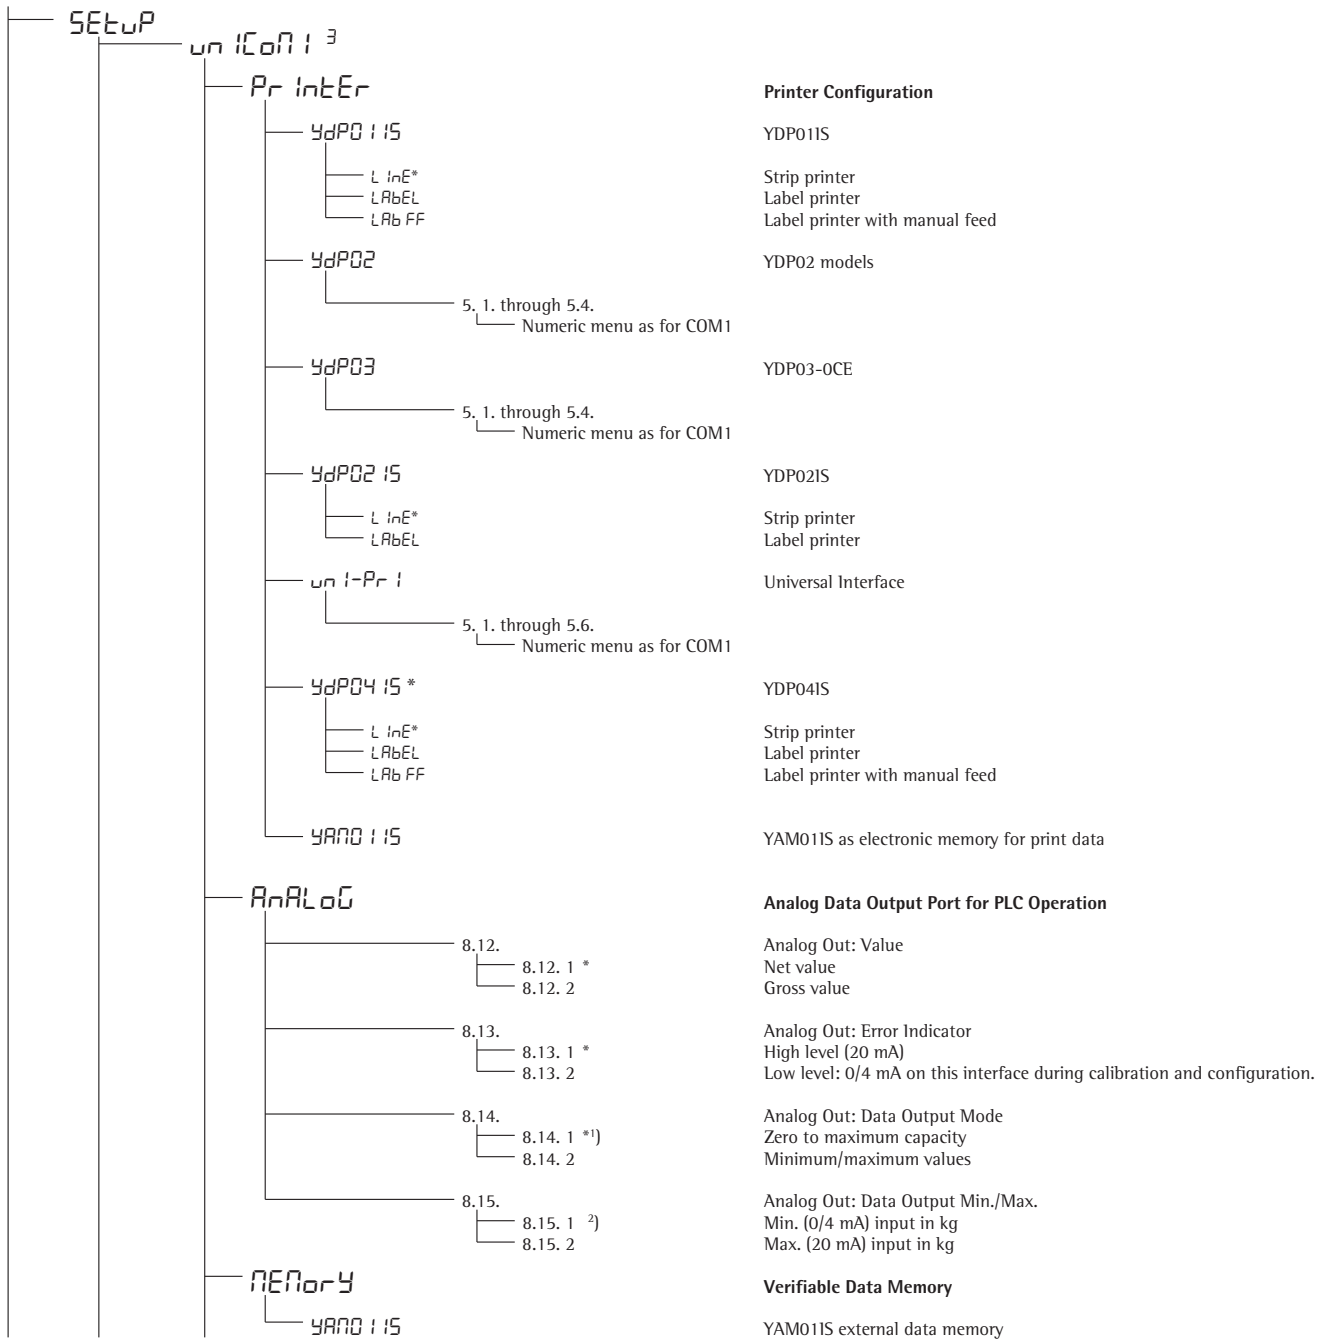 SEtuP
unICoM1 3
PrIntEr Printer Configuration
YdP01IS YDP01IS
LInE* Strip printer
LAbEL Label printer
LAb FF Label printer with manual feed
YdP02 YDP02 models
5. 1. through 5.4.
Numeric menu as for COM1
YdP03 YDP03-0CE
5. 1. through 5.4.
Numeric menu as for COM1
YdP02IS YDP02IS
LInE* Strip printer
LAbEL Label printer
unI-PrI Universal Interface
5. 1. through 5.6.
Numeric menu as for COM1
YdP04IS * YDP04IS
LInE* Strip printer
LAbEL Label printer
LAb FF Label printer with manual feed
YAM01IS YAM01IS as electronic memory for print data
AnALoG Analog Data Output Port for PLC Operation
8.12. Analog Out: Value
8.12. 1 * Net value
8.12. 2 Gross value
8.13. Analog Out: Error Indicator
8.13. 1 * High level (20 mA)
8.13. 2 Low level: 0/4 mA on this interface during calibration and configuration.
8.14. Analog Out: Data Output Mode
8.14. 1 *1) Zero to maximum capacity
8.14. 2 Minimum/maximum values
8.15. Analog Out: Data Output Min./Max.
8.15. 1 2) Min. (0/4 mA) input in kg
8.15. 2 Max. (20 mA) input in kg
MEMorY Verifiable Data Memory
YAM01IS YAM01IS external data memory